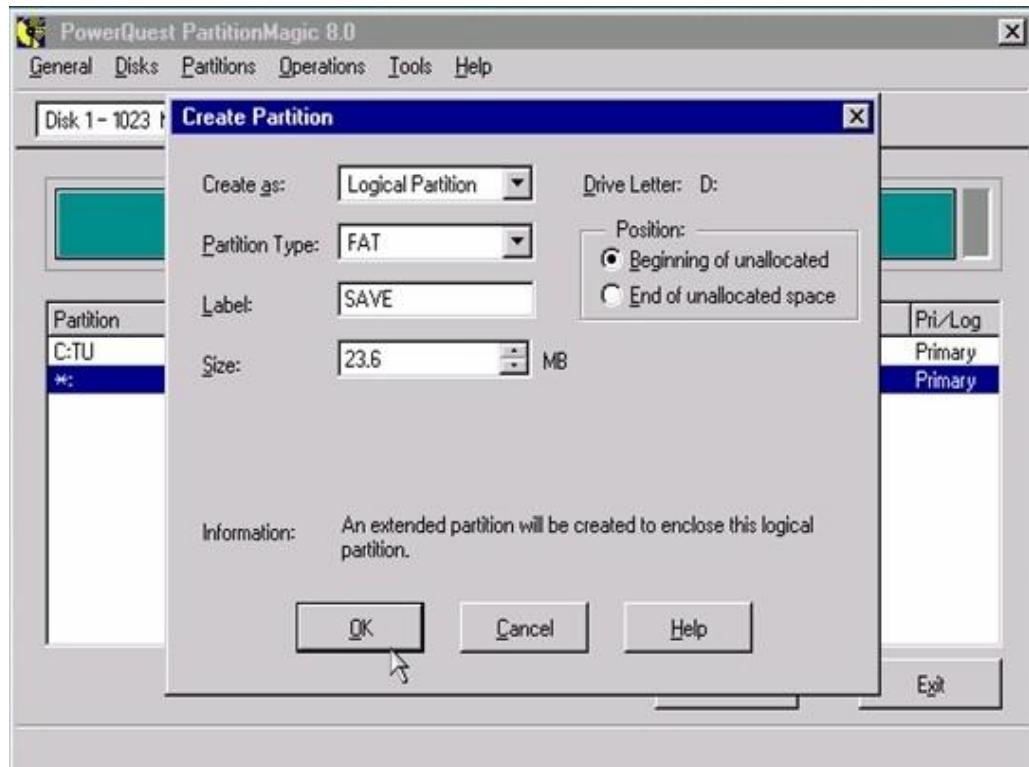 PowerQuest PartitionMagic 8.0
General Disks Partitions Operations Tools Help
Disk 1 - 1023
Create Partition
Create as: Logical Partition
Drive Letter: D:
Partition Type: FAT
Position:
Beginning of unallocated
End of unallocated space
Label: SAVE
Size: 23.6 MB
Partition
Pri/Log
C:TU
Primary
*:
Primary
Information: An extended partition will be created to enclose this logical
partition.
OK
Cancel
Help
Exit